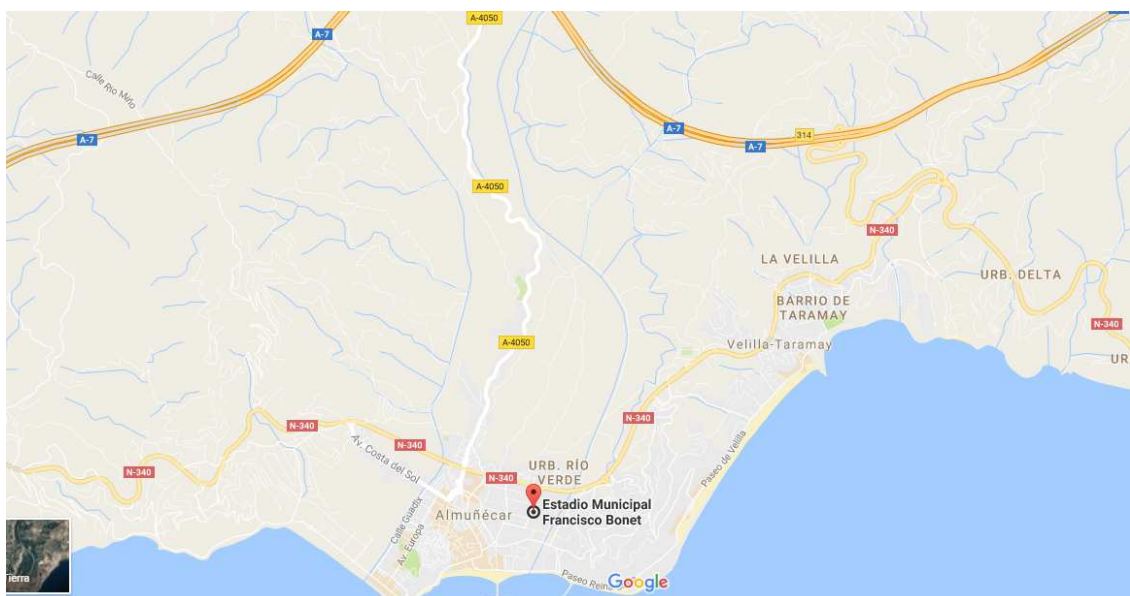 A-4050
A-7
A-7
Calle Río Miño
A-7
A-7
A-7
314
A-4050
N-340
LA VELILLA
URB. DELTA
BARRIO DE
TARAMAY
N-340
A-4050
Velilla-Taramay
UR
N-340
N-340
N-340
Av. Costa del Sol
N-340
N-340
URB. RÍO
VERDE
Paseo de Velilla
Estadio Municipal
Francisco Bonet
Almuñécar
Calle Guadix
Av. Europa
Tierra
Paseo Rein
Google